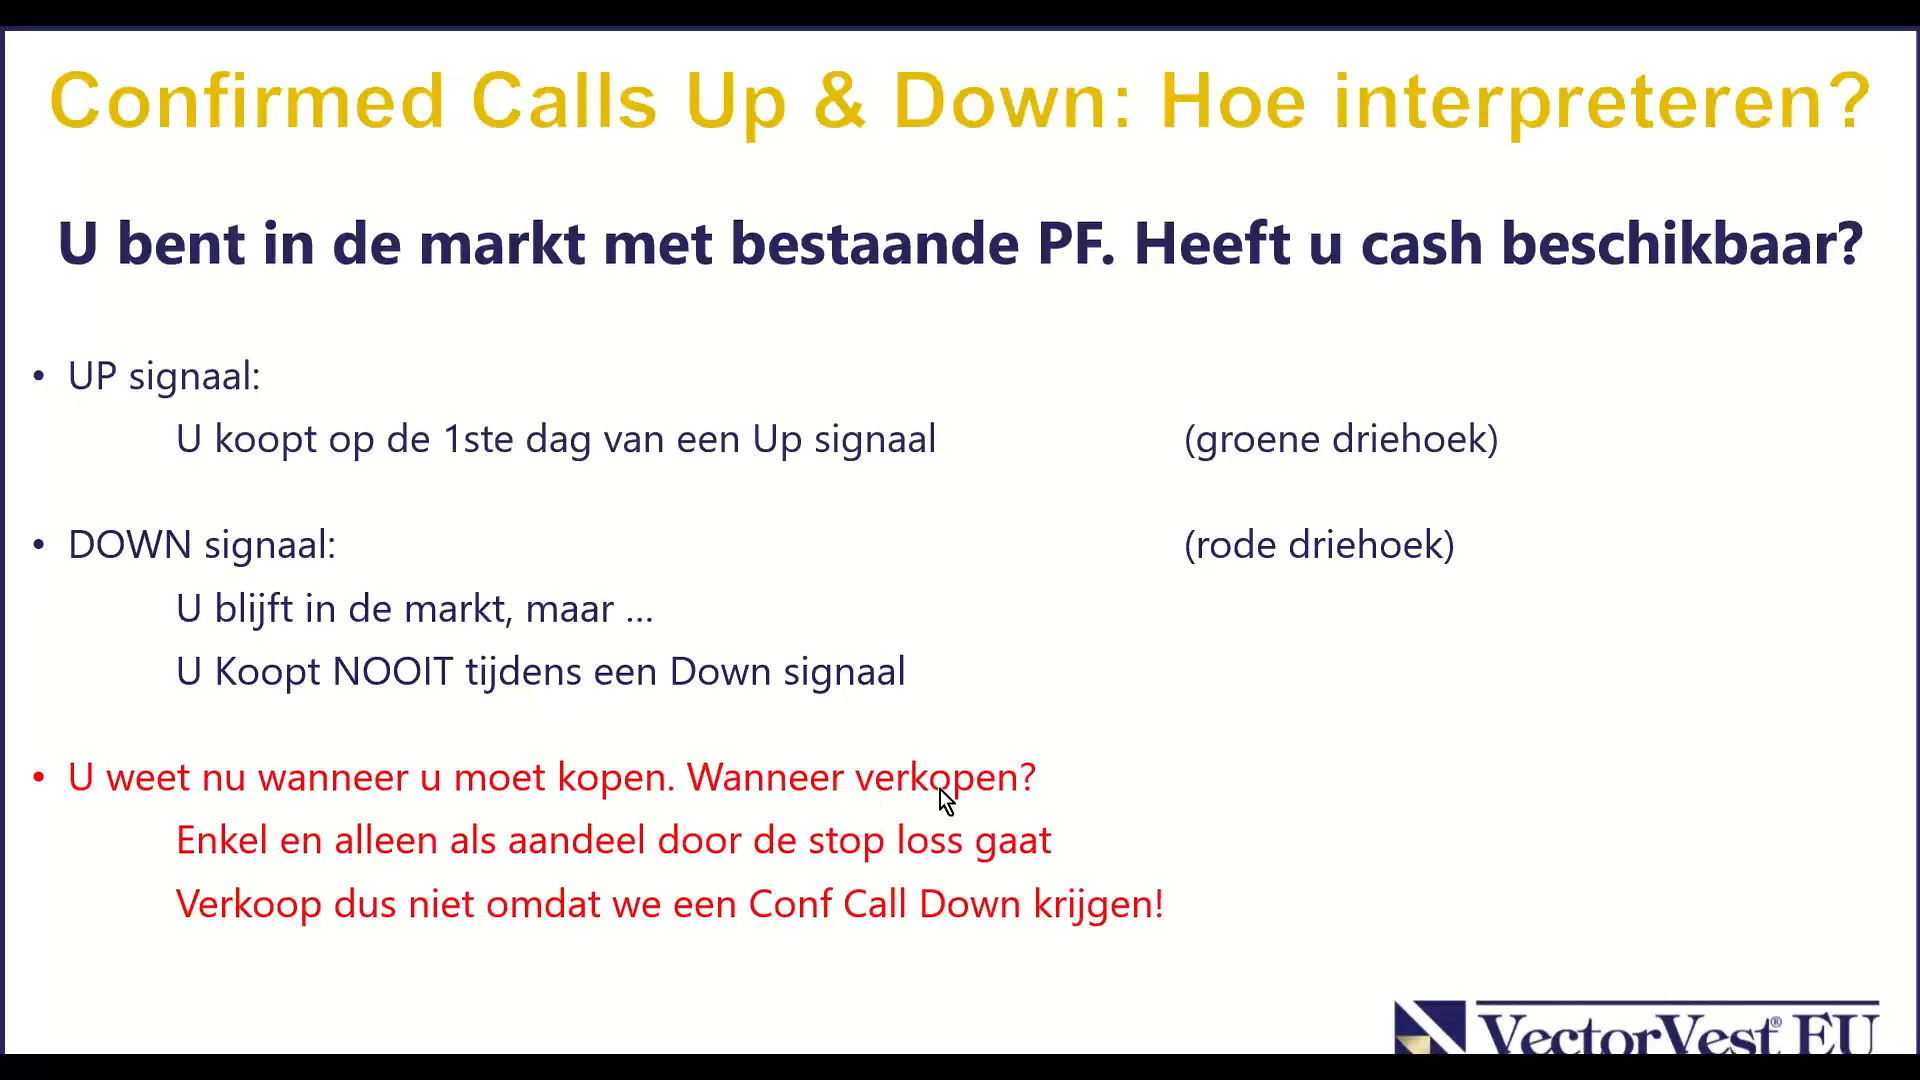 Confirmed Calls Up & Down: Hoe interpreteren?
U bent in de markt met bestaande PF. Heeft u cash beschikbaar?
• UP signaal:
U koopt op de 1ste dag van een Up signaal (groene driehoek)
• DOWN signaal: (rode driehoek)
U blijft in de markt, maar ...
U Koopt NOOIT tijdens een Down signaal
• U weet nu wanneer u moet kopen. Wanneer verkopen?
Enkel en alleen als aandeel door de stop loss gaat
Verkoop dus niet omdat we een Conf Call Down krijgen!
VectorVest® EU